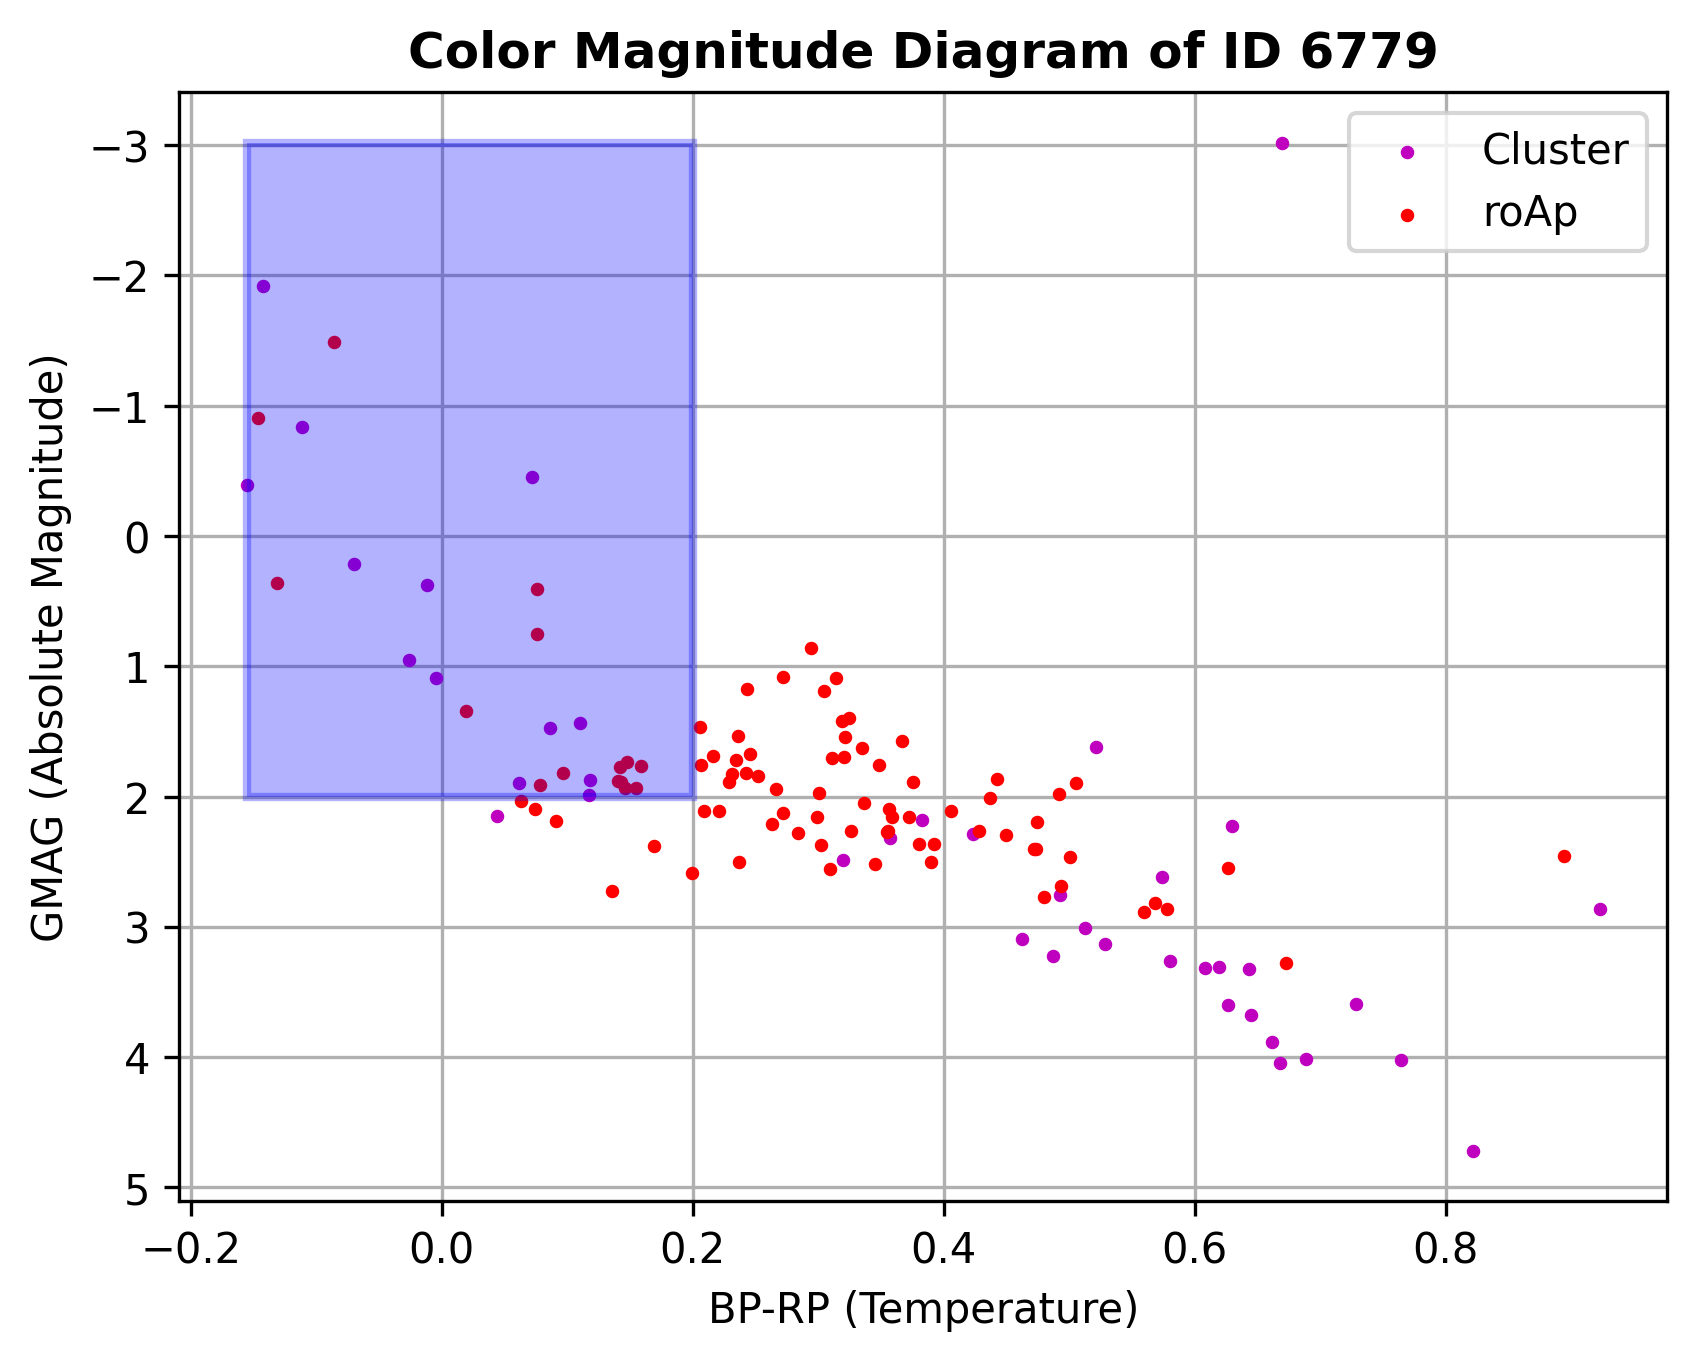 Color Magnitude Diagram of ID 6779
Cluster
roAp
−3
−2
−1
0
1
2
3
4
5
GMAG (Absolute Magnitude)
−0.2 0.0 0.2 0.4 0.6 0.8
BP-RP (Temperature)